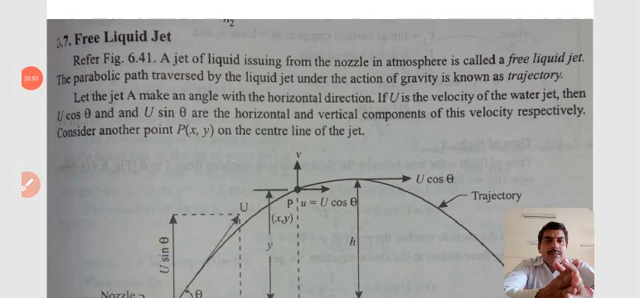 n2
6.7. Free Liquid Jet
Refer Fig. 6.41. A jet of liquid issuing from the nozzle in atmosphere is called a free liquid jet.
The parabolic path traversed by the liquid jet under the action of gravity is known as trajectory.
Let the jet A make an angle with the horizontal direction. If U is the velocity of the water jet, then
U cos θ and and U sin θ are the horizontal and vertical components of this velocity respectively.
Consider another point P(x, y) on the centre line of the jet.
v
U cos θ
Trajectory
U
P
u = U cos θ
(x,y)
U sin θ
y
h
Nozzle
θ